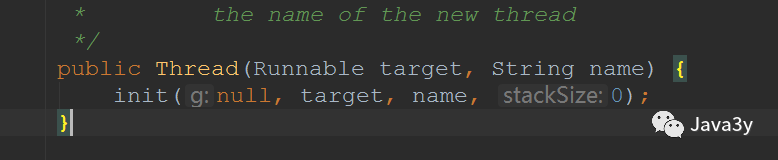 * the name of the new thread
*/
public Thread(Runnable target, String name) {
init(g:null, target, name, stackSize:0);
}
Java3y